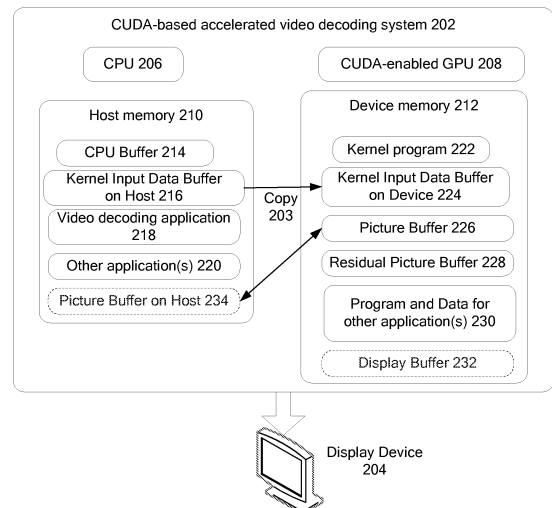 CUDA-based accelerated video decoding system 202
CPU 206
CUDA-enabled GPU 208
Host memory 210
CPU Buffer 214
Kernel Input Data Buffer
on Host 216
Video decoding application
218
Other application(s) 220
Picture Buffer on Host 234
Copy
203
Device memory 212
Kernel program 222
Kernel Input Data Buffer
on Device 224
Picture Buffer 226
Residual Picture Buffer 228
Program and Data for
other application(s) 230
Display Buffer 232
Display Device
204